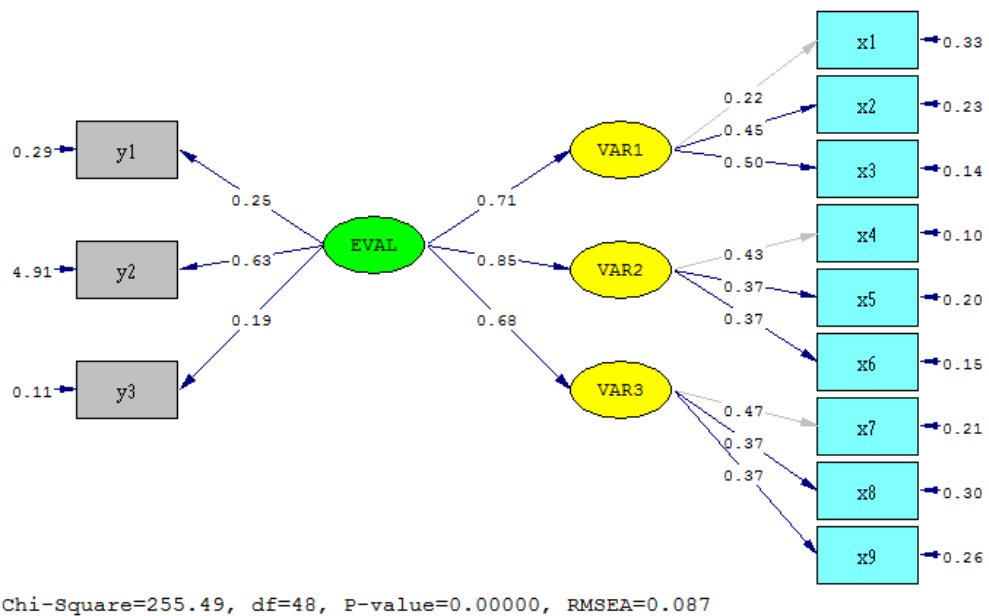 x1
0.33
0.22
x2
0.23
0.45
0.29
y1
VAR1
0.50
x3
0.14
0.25
0.71
x4
0.10
EVAL
0.43
4.91
y2
0.63
0.85
VAR2
0.37
x5
0.20
0.19
0.68
0.37
x6
0.15
0.11
y3
VAR3
0.47
x7
0.21
0.37
0.37
x8
0.30
x9
0.26
Chi-Square=255.49, df=48, P-value=0.00000, RMSEA=0.087